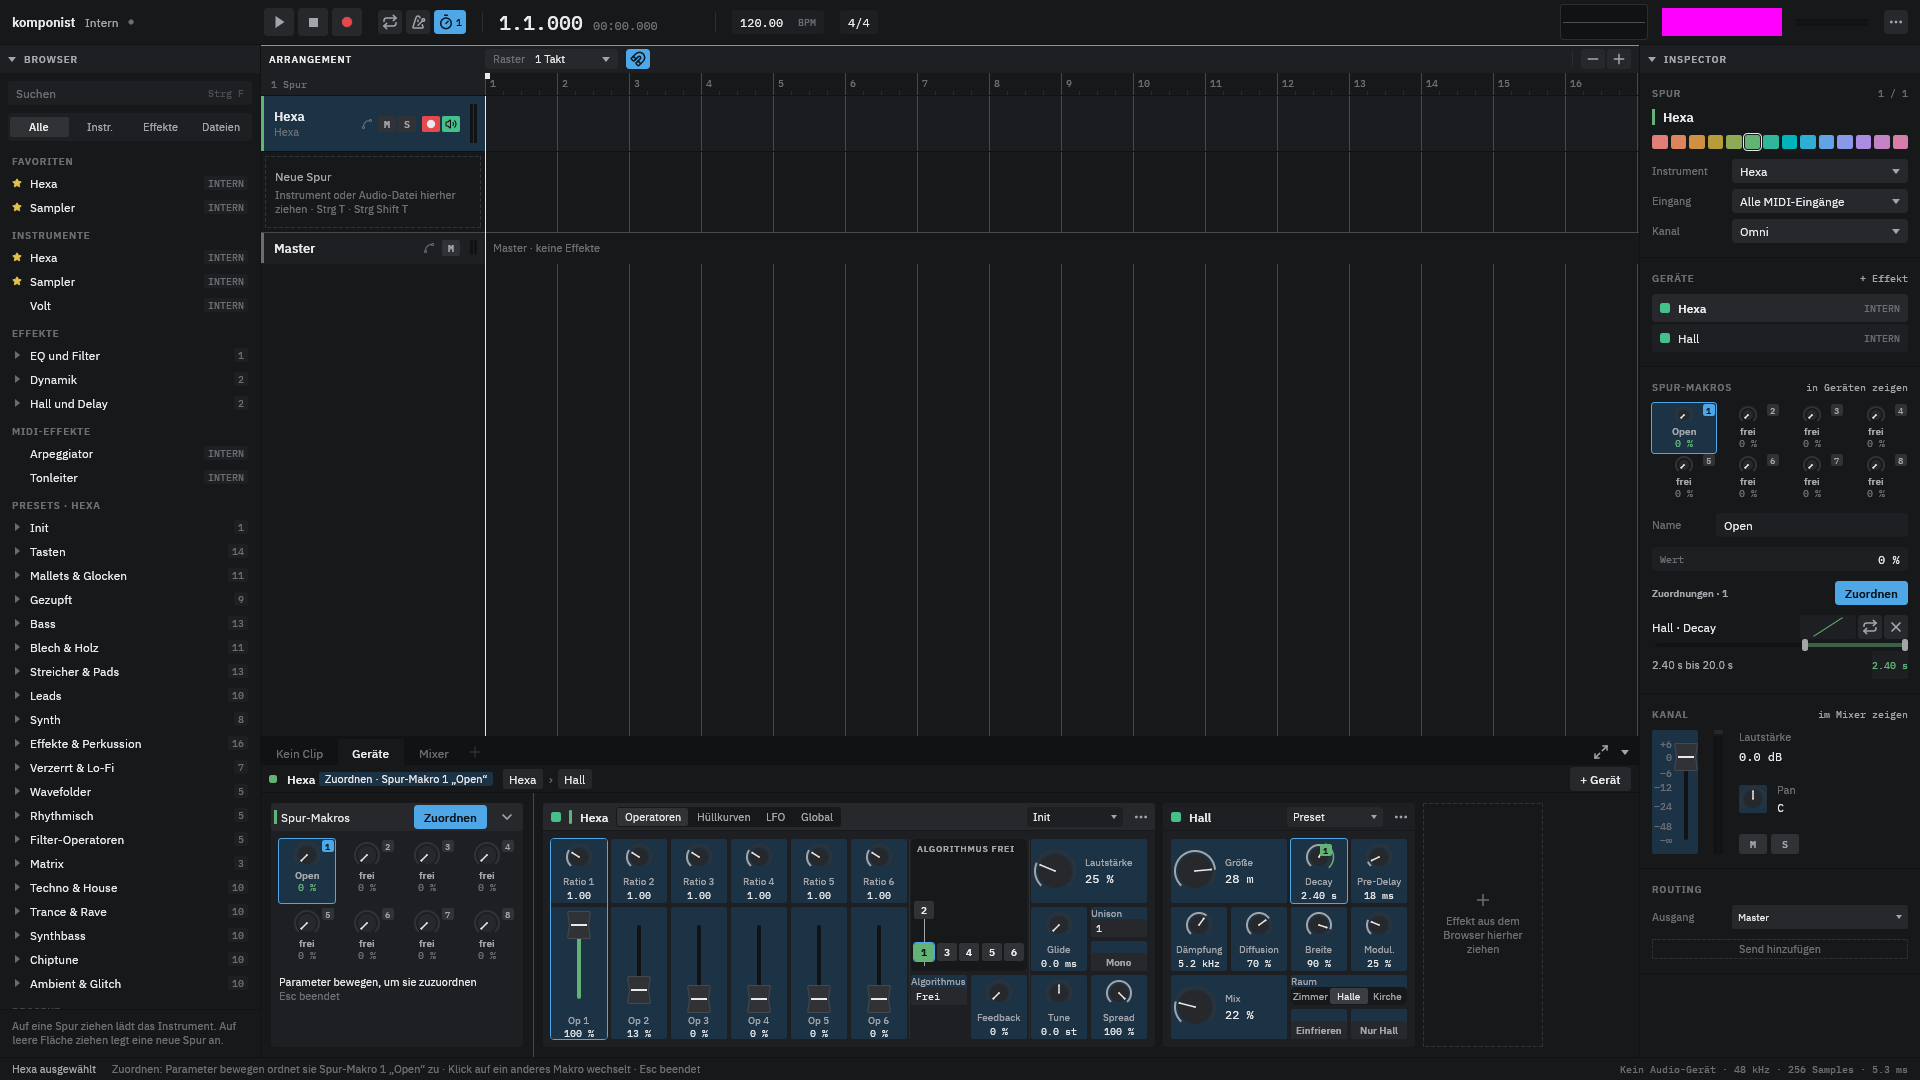 komponist Intern
1
1.1.000 00:00.000
120.00 BPM
4/4
BROWSER
Suchen Strg F
Alle Instr. Effekte Dateien
FAVORITEN
Hexa INTERN
Sampler INTERN
INSTRUMENTE
Hexa INTERN
Sampler INTERN
Volt INTERN
EFFEKTE
EQ und Filter 1
Dynamik 2
Hall und Delay 2
MIDI-EFFEKTE
Arpeggiator INTERN
Tonleiter INTERN
PRESETS · HEXA
Init 1
Tasten 14
Mallets & Glocken 11
Gezupft 9
Bass 13
Blech & Holz 10
Streicher & Pads 13
Leads 10
Synth 8
Effekte & Perkussion 16
Verzerrt & Lo-Fi 7
Wavefolder 5
Rhythmisch 5
Filter-Operatoren 5
Matrix 3
Techno & House 10
Trance & Rave 10
Synthbass 10
Chiptune 10
Ambient & Glitch 10
Auf eine Spur ziehen lädt das Instrument. Auf
leere Fläche ziehen legt eine neue Spur an.
ARRANGEMENT
Raster 1 Takt
1 Spur
1 2 3 4 5 6 7 8 9 10 11 12 13 14 15 16
Hexa
Hexa
M S
Neue Spur
Instrument oder Audio-Datei hierher
ziehen · Strg T · Strg Shift T
Master M
Master · keine Effekte
Kein Clip Geräte Mixer
Hexa Zuordnen · Spur-Makro 1 „Open“ Hexa › Hall
+ Gerät
Spur-Makros Zuordnen
1 2 3 4
Open frei frei frei
0 % 0 % 0 % 0 %
5 6 7 8
frei frei frei frei
0 % 0 % 0 % 0 %
Parameter bewegen, um sie zuzuordnen
Esc beendet
Hexa Operatoren Hüllkurven LFO Global Init
Ratio 1 Ratio 2 Ratio 3 Ratio 4 Ratio 5 Ratio 6
1.00 1.00 1.00 1.00 1.00 1.00
Op 1 Op 2 Op 3 Op 4 Op 5 Op 6
100 % 13 % 0 % 0 % 0 % 0 %
ALGORITHMUS FREI
2
1 3 4 5 6
Algorithmus
Frei
Feedback
0 %
Lautstärke
25 %
Glide
0.0 ms
Unison
1
Mono
Tune
0.0 st
Spread
100 %
Hall Preset
Größe
28 m
1
Decay
2.40 s
Pre-Delay
18 ms
Dämpfung Diffusion Breite Modul.
5.2 kHz 70 % 90 % 25 %
Mix
22 %
Raum
Zimmer Halle Kirche
Einfrieren Nur Hall
Effekt aus dem
Browser hierher
ziehen
INSPECTOR
SPUR 1 / 1
Hexa
Instrument Hexa
Eingang Alle MIDI-Eingänge
Kanal Omni
GERÄTE + Effekt
Hexa INTERN
Hall INTERN
SPUR-MAKROS in Geräten zeigen
1 2 3 4
Open frei frei frei
0 % 0 % 0 % 0 %
5 6 7 8
frei frei frei frei
0 % 0 % 0 % 0 %
Name Open
Wert 0 %
Zuordnungen · 1 Zuordnen
Hall · Decay
2.40 s bis 20.0 s 2.40 s
KANAL im Mixer zeigen
+6
0
−6
−12
−24
−48
−∞
Lautstärke
0.0 dB
Pan
C
M S
ROUTING
Ausgang Master
Send hinzufügen
Hexa ausgewählt Zuordnen: Parameter bewegen ordnet sie Spur-Makro 1 „Open“ zu · Klick auf ein anderes Makro wechselt · Esc beendet
Kein Audio-Gerät · 48 kHz · 256 Samples · 5.3 ms